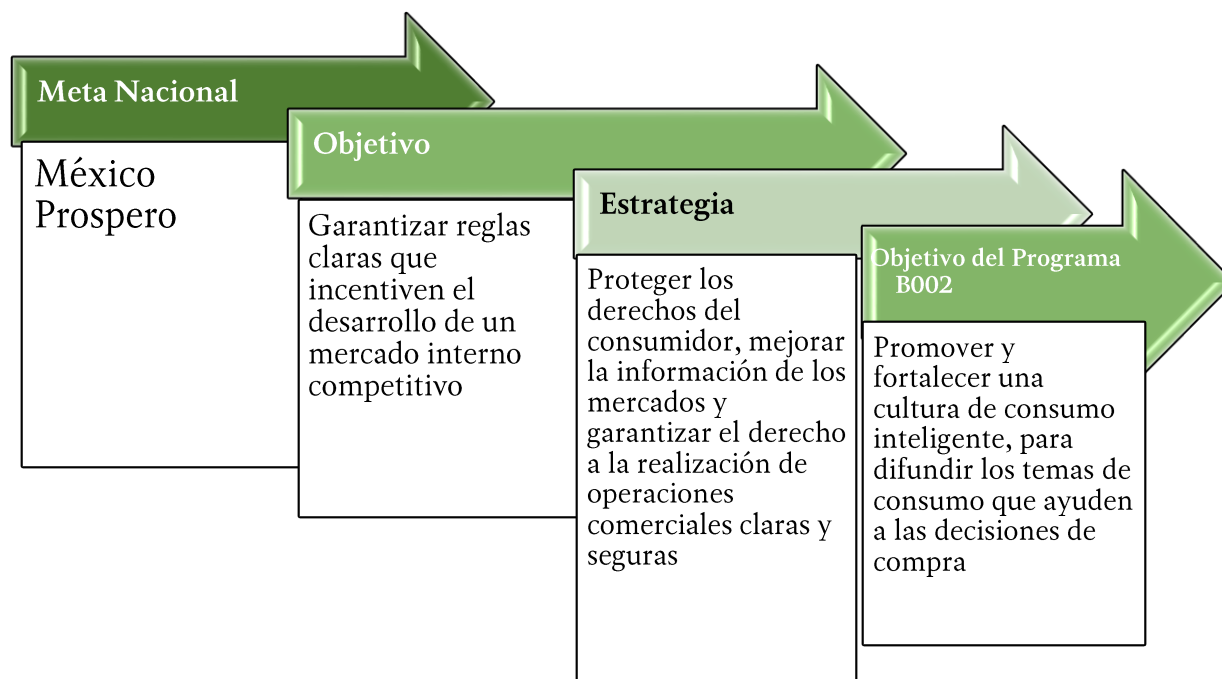 Meta Nacional
México
Prospero
Objetivo
Garantizar reglas
claras que
incentiven el
desarrollo de un
mercado interno
competitivo
Estrategia
Proteger los
derechos del
consumidor, mejorar
la información de los
mercados y
garantizar el derecho
a la realización de
operaciones
comerciales claras y
seguras
Objetivo del Programa
B002
Promover y
fortalecer una
cultura de consumo
inteligente, para
difundir los temas de
consumo que ayuden
a las decisiones de
compra